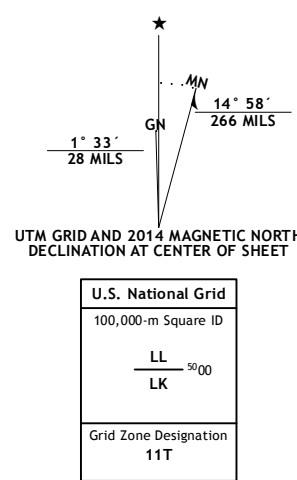 ★
MN
GN
14° 58´
266 MILS
1° 33´
28 MILS
UTM GRID AND 2014 MAGNETIC NORTH
DECLINATION AT CENTER OF SHEET
U.S. National Grid
100,000-m Square ID
LL
5000
LK
Grid Zone Designation
11T